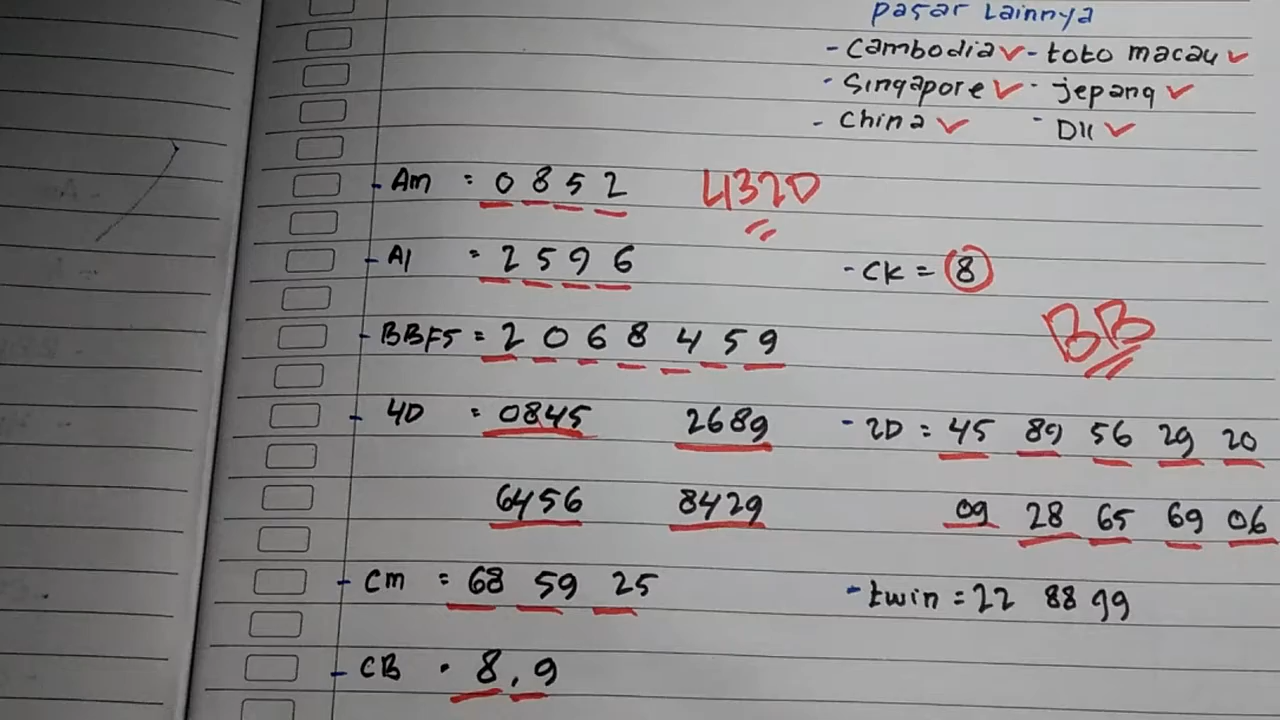 pasar lainnya
- Cambodia ✓ - toto macau ✓
- Singapore ✓ - jepang ✓
- China ✓ - Dll ✓
- Am = 0 8 5 2 432D
- AI = 2 5 9 6 - CK = 8
- BBFS = 2 0 6 8 4 5 9 BB
- 4D = 0845 2689 - 2D = 45 89 56 29 20
6456 8429 09 28 65 69 06
- Cm = 68 59 25 - twin = 22 88 99
- CB . 8 , 9